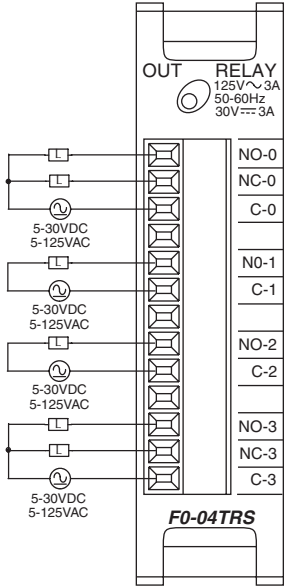 OUT RELAY
125V∿3A
50-60Hz
30V⎓3A
L NO-0
L NC-0
C-0
5-30VDC
5-125VAC
L N0-1
C-1
5-30VDC
5-125VAC
L NO-2
C-2
5-30VDC
5-125VAC
L NO-3
L NC-3
C-3
5-30VDC
5-125VAC
F0-04TRS